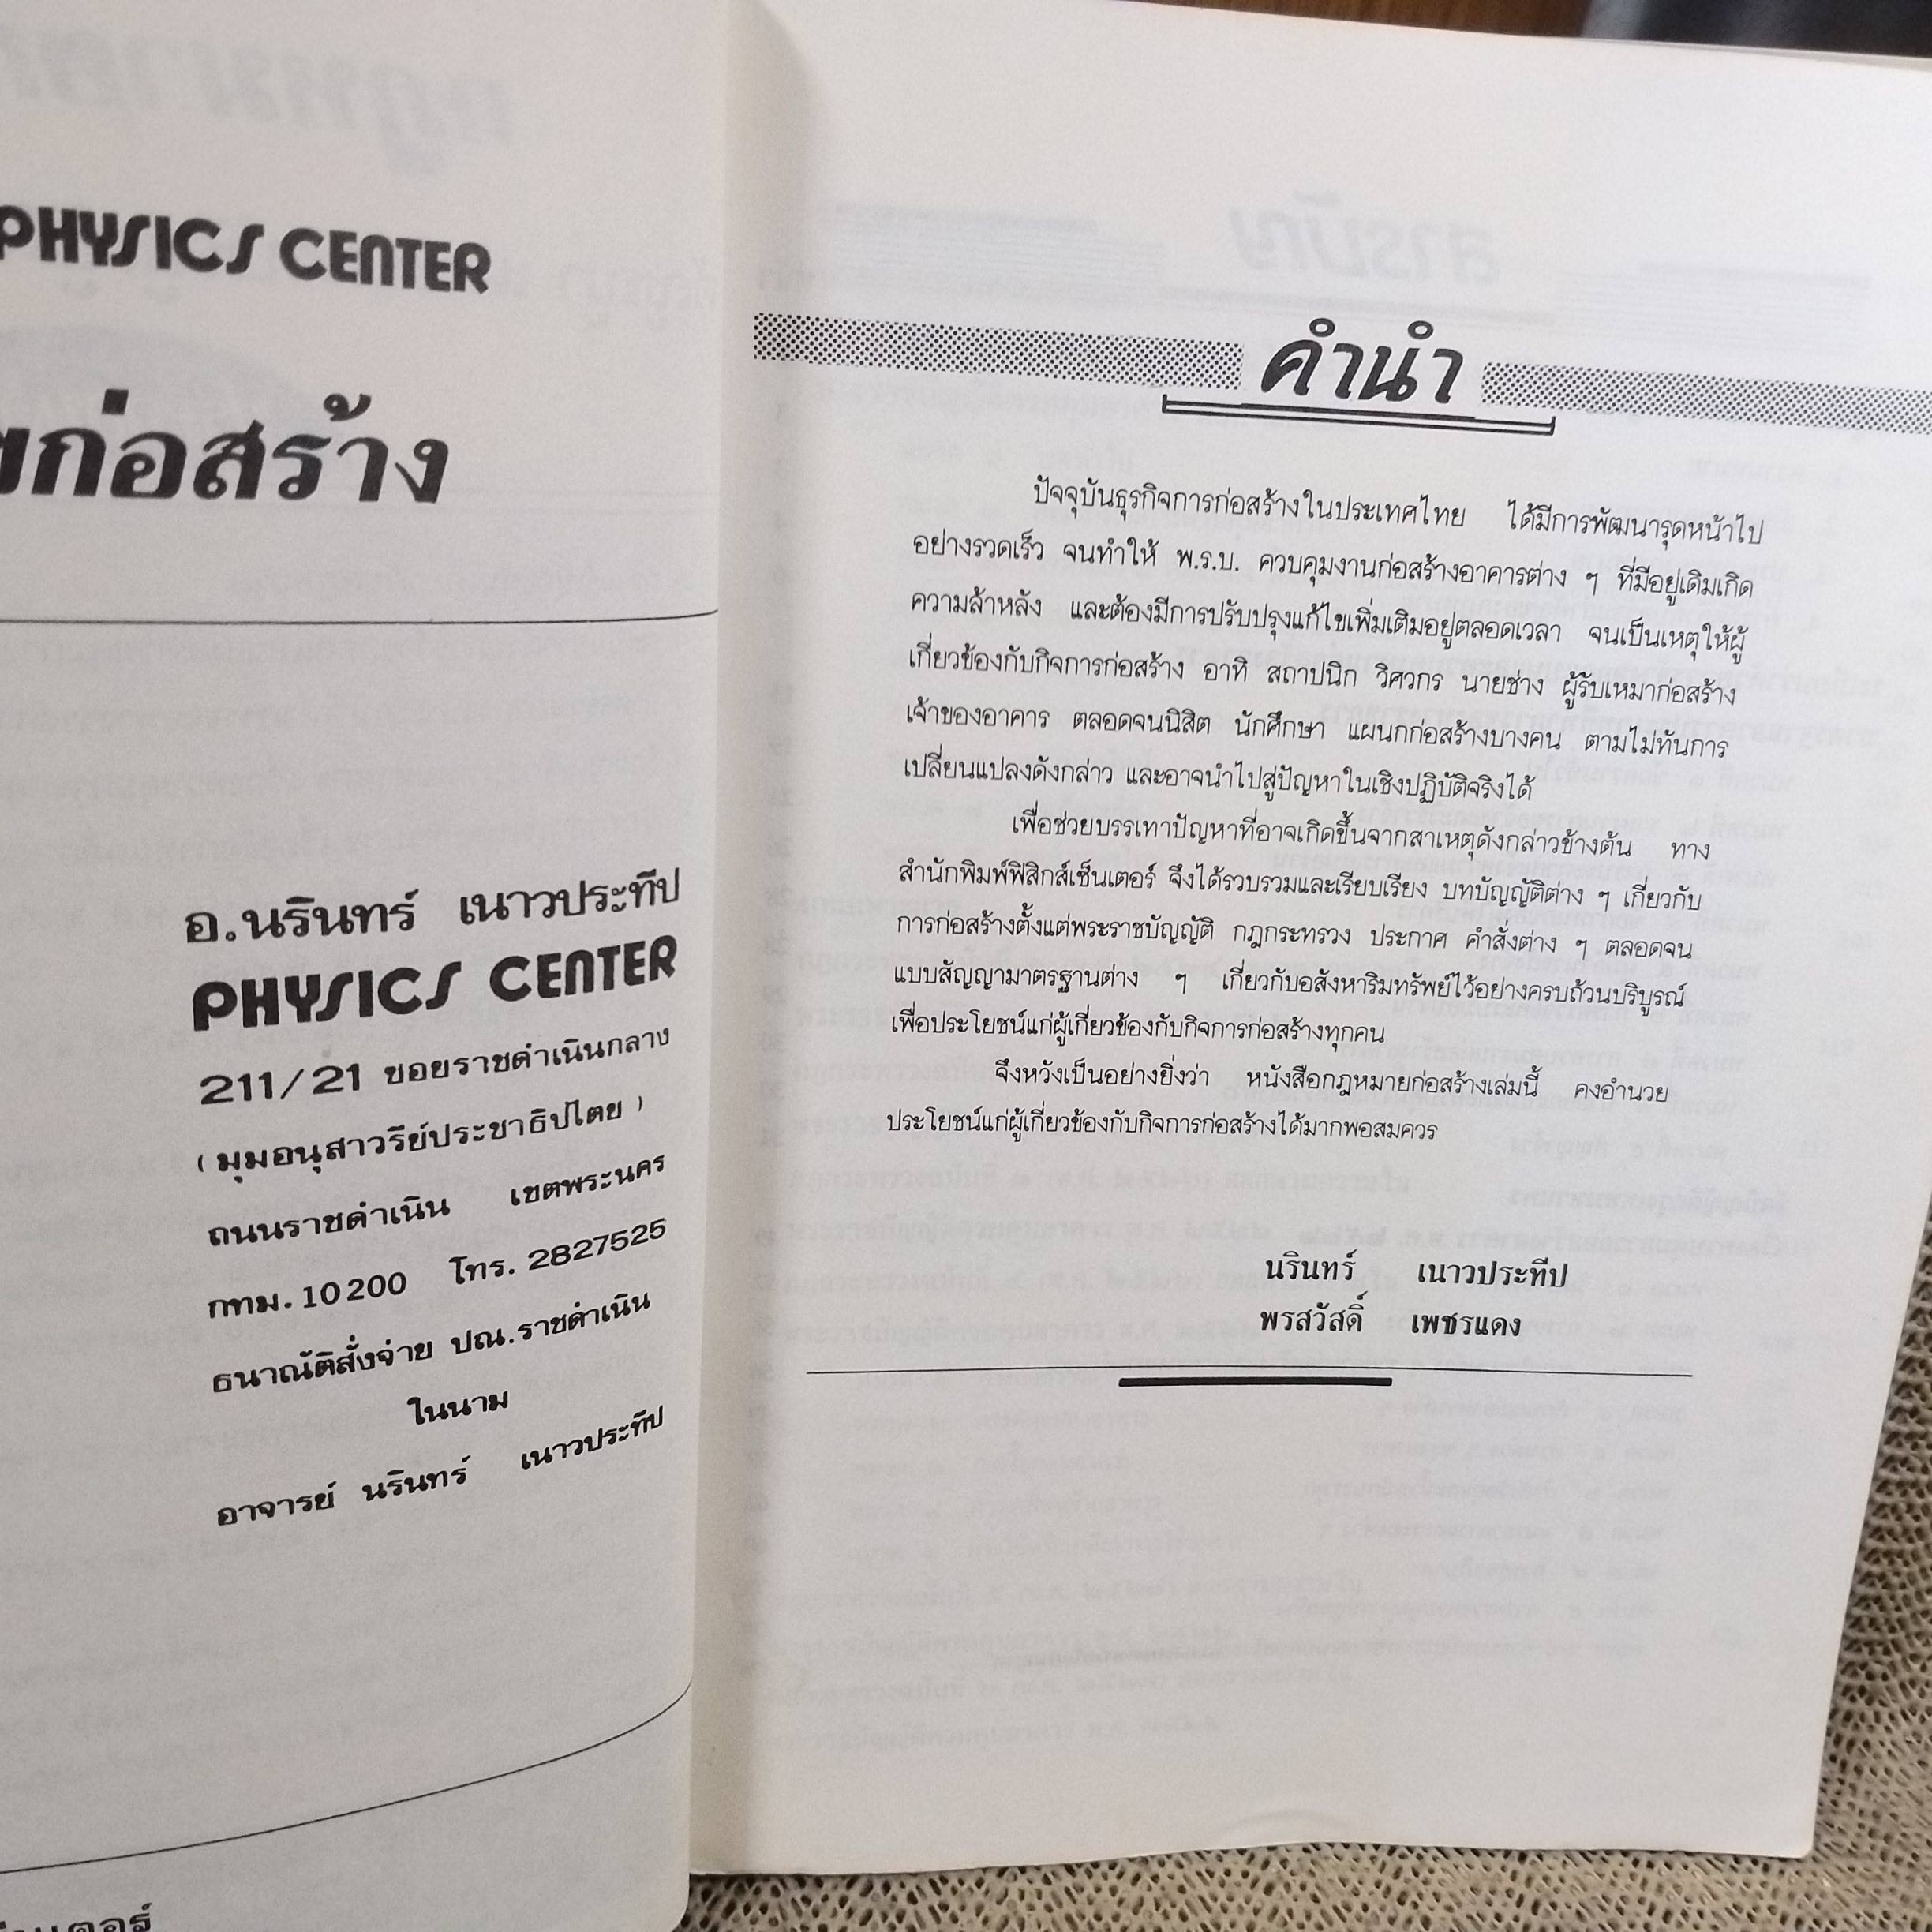 PHYSICS CENTER
ก่อสร้าง
อ.นรินทร์ เนาวประทีป
PHYSICS CENTER
211/21 ซอยราชดำเนินกลาง
(มุมอนุสาวรีย์ประชาธิปไตย)
ถนนราชดำเนิน เขตพระนคร
กทม.10200 โทร. 2827525
ธนาณัติสั่งจ่าย ปณ.ราชดำเนิน
ในนาม
อาจารย์ นรินทร์ เนาวประทีป
คำนำ
ปัจจุบันธุรกิจการก่อสร้างในประเทศไทย ได้มีการพัฒนารุดหน้าไป
อย่างรวดเร็ว จนทำให้ พ.ร.บ. ควบคุมงานก่อสร้างอาคารต่าง ๆ ที่มีอยู่เดิมเกิด
ความล้าหลัง และต้องมีการปรับปรุงแก้ไขเพิ่มเติมอยู่ตลอดเวลา จนเป็นเหตุให้ผู้
เกี่ยวข้องกับกิจการก่อสร้าง อาทิ สถาปนิก วิศวกร นายช่าง ผู้รับเหมาก่อสร้าง
เจ้าของอาคาร ตลอดจนนิสิต นักศึกษา แผนกก่อสร้างบางคน ตามไม่ทันการ
เปลี่ยนแปลงดังกล่าว และอาจนำไปสู่ปัญหาในเชิงปฏิบัติจริงได้
เพื่อช่วยบรรเทาปัญหาที่อาจเกิดขึ้นจากสาเหตุดังกล่าวข้างต้น ทาง
สำนักพิมพ์ฟิสิกส์เซ็นเตอร์ จึงได้รวบรวมและเรียบเรียง บทบัญญัติต่าง ๆ เกี่ยวกับ
การก่อสร้างตั้งแต่พระราชบัญญัติ กฎกระทรวง ประกาศ คำสั่งต่าง ๆ ตลอดจน
แบบสัญญามาตรฐานต่าง ๆ เกี่ยวกับอสังหาริมทรัพย์ไว้อย่างครบถ้วนบริบูรณ์
เพื่อประโยชน์แก่ผู้เกี่ยวข้องกับกิจการก่อสร้างทุกคน
จึงหวังเป็นอย่างยิ่งว่า หนังสือกฎหมายก่อสร้างเล่มนี้ คงอำนวย
ประโยชน์แก่ผู้เกี่ยวข้องกับกิจการก่อสร้างได้มากพอสมควร
นรินทร์ เนาวประทีป
พรสวัสดิ์ เพชรแดง